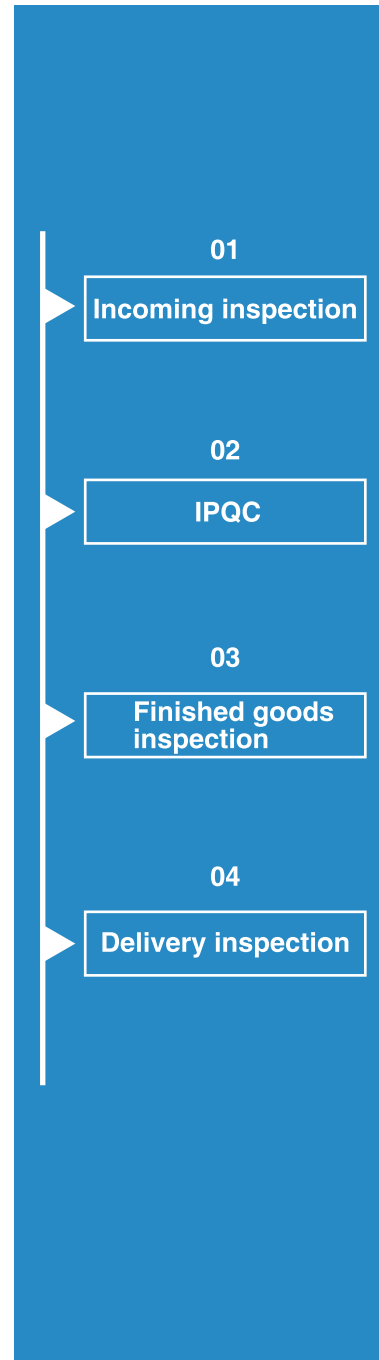 01
Incoming inspection
02
IPQC
03
Finished goods
inspection
04
Delivery inspection